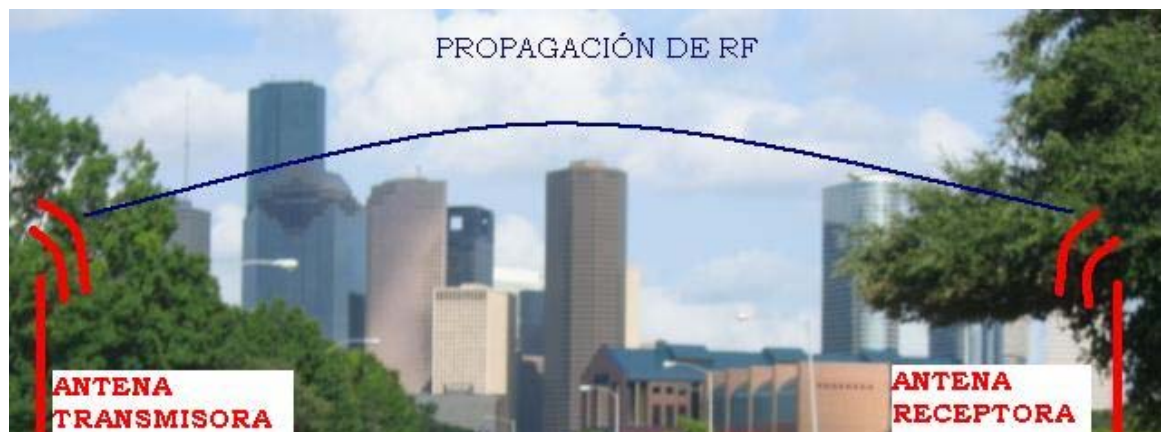 PROPAGACIÓN DE RF
ANTENA
TRANSMISORA
ANTENA
RECEPTORA